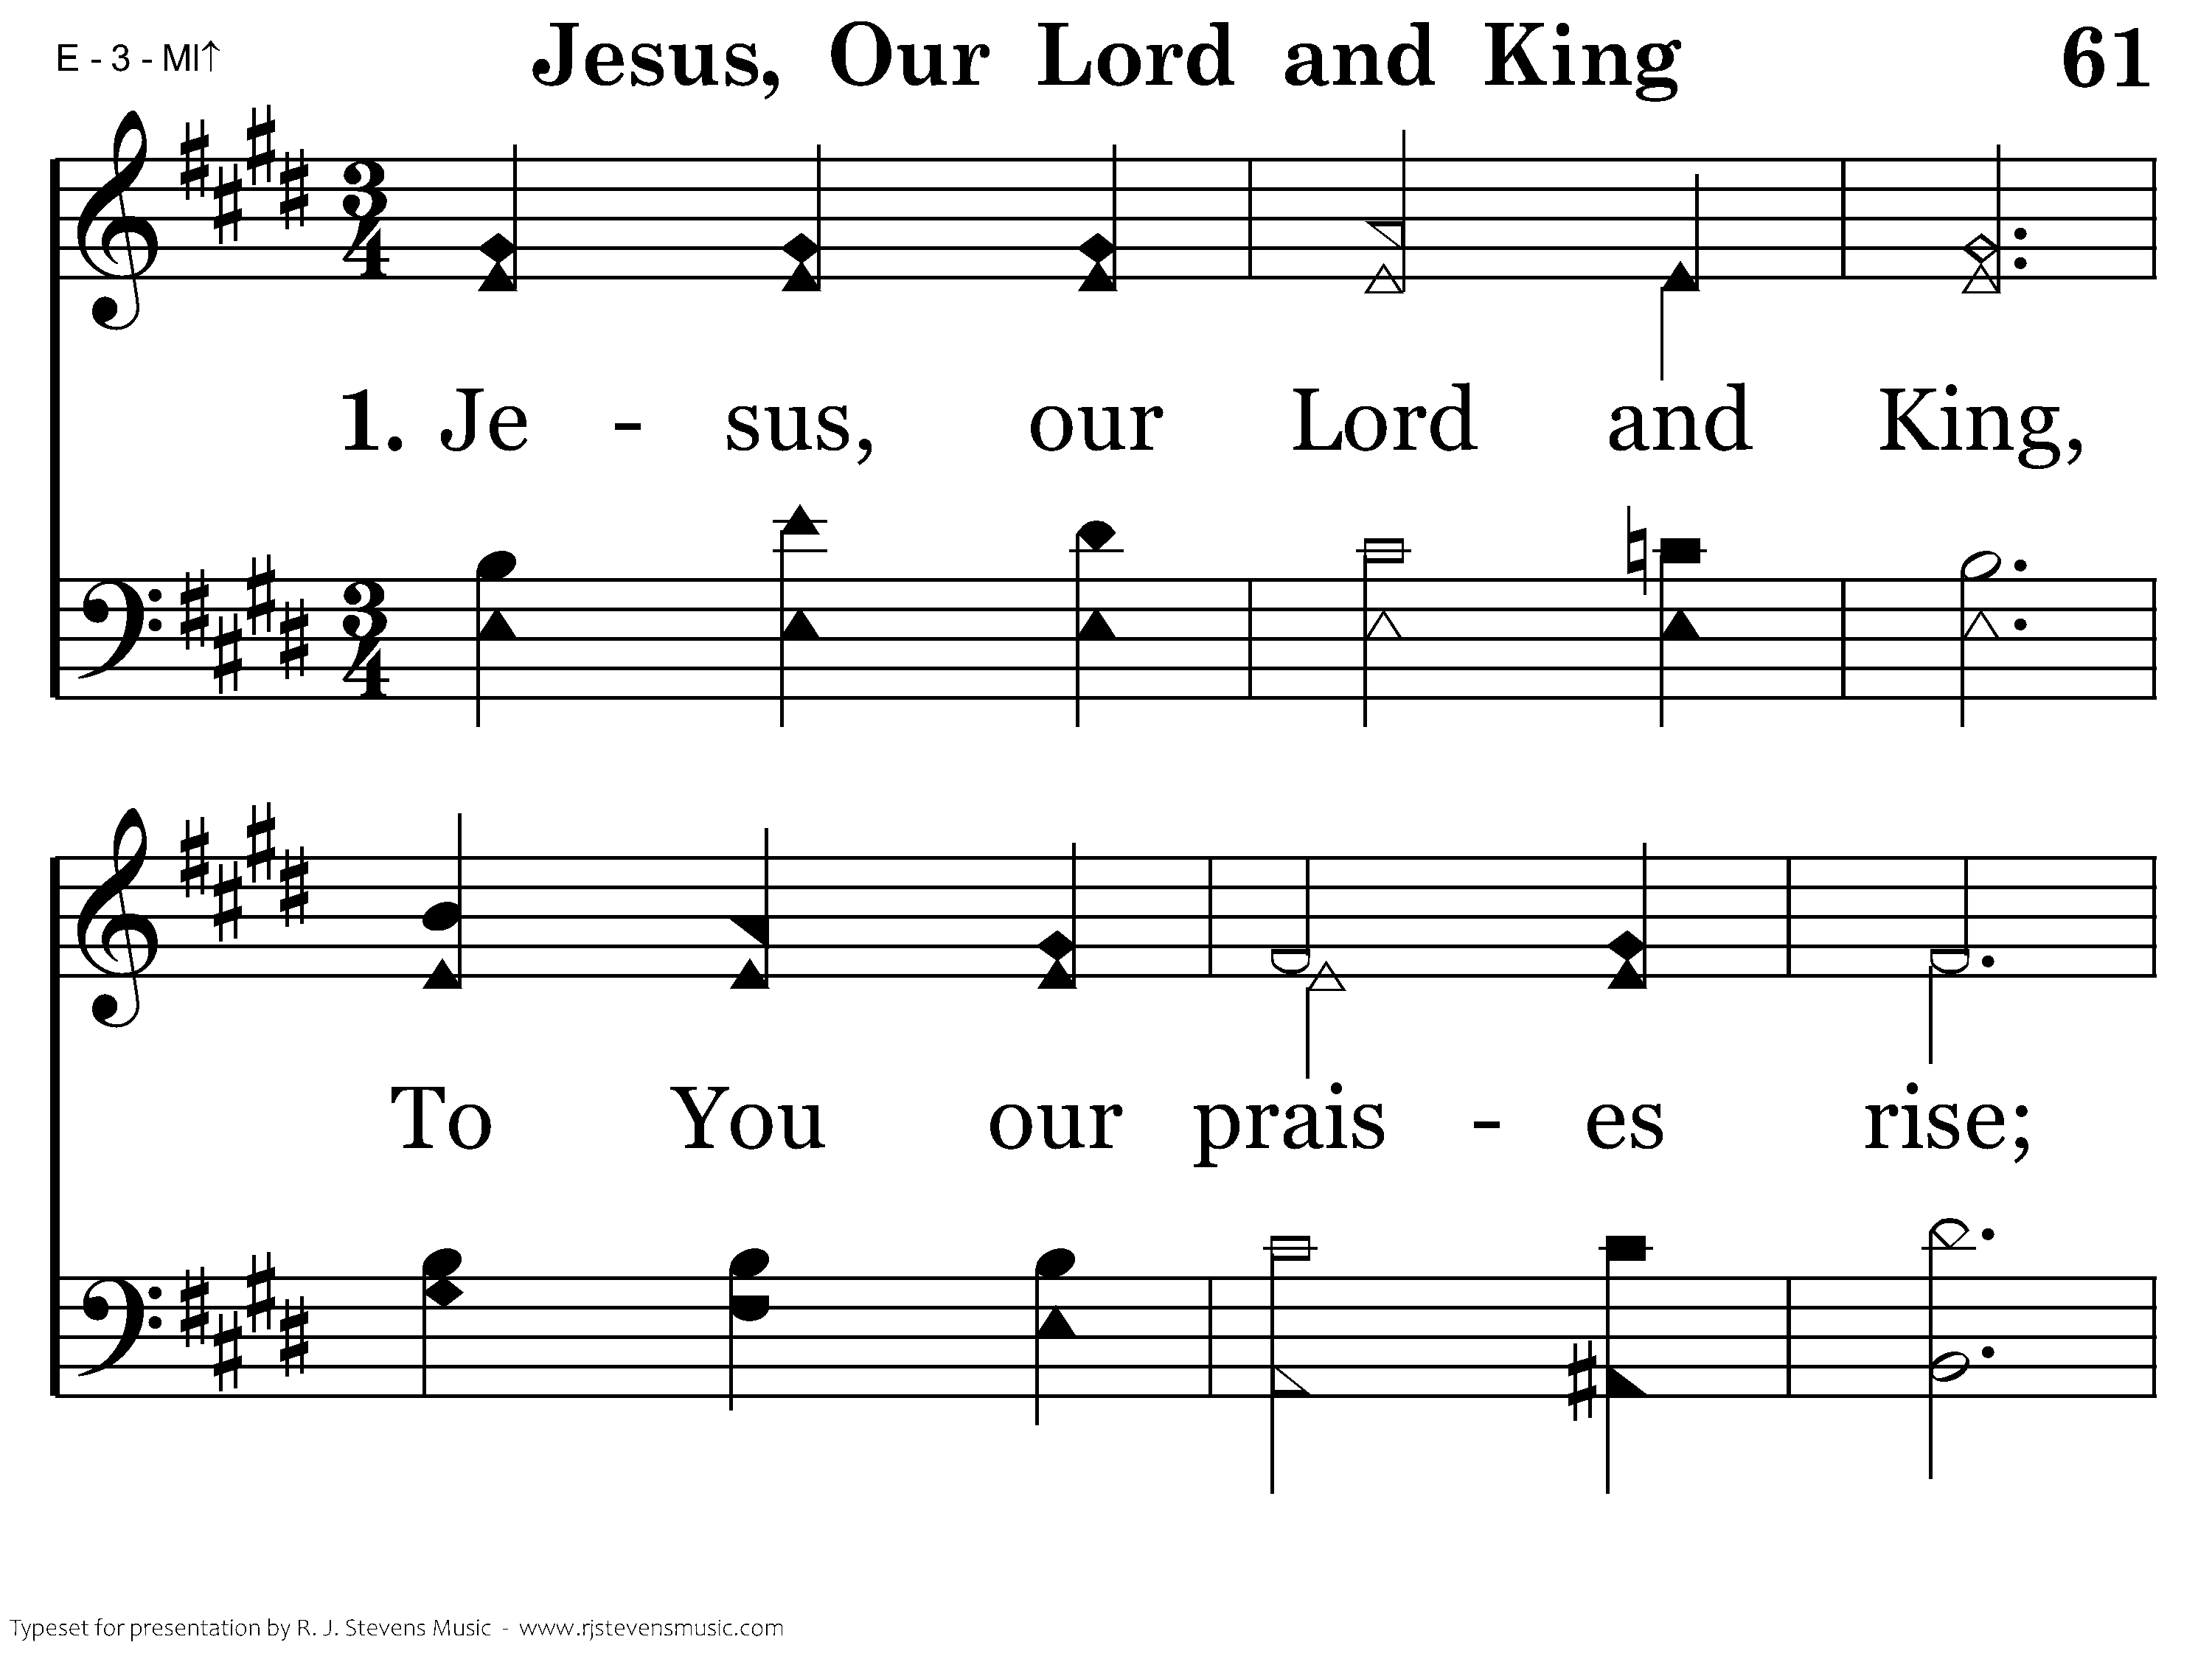 E - 3 - MI↑ Jesus, Our Lord and King 61
1. Je - sus, our Lord and King,
To You our prais - es rise;
Typeset for presentation by R. J. Stevens Music - www.rjstevensmusic.com